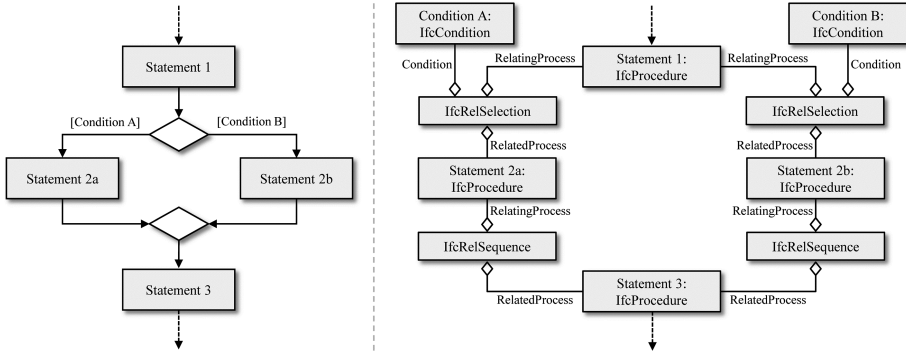 Statement 1
[Condition A]
[Condition B]
Statement 2a
Statement 2b
Statement 3
Condition A:
IfcCondition
Condition B:
IfcCondition
Condition
RelatingProcess
Statement 1:
IfcProcedure
RelatingProcess
Condition
IfcRelSelection
IfcRelSelection
RelatedProcess
RelatedProcess
Statement 2a:
IfcProcedure
Statement 2b:
IfcProcedure
RelatingProcess
RelatingProcess
IfcRelSequence
IfcRelSequence
RelatedProcess
Statement 3:
IfcProcedure
RelatedProcess